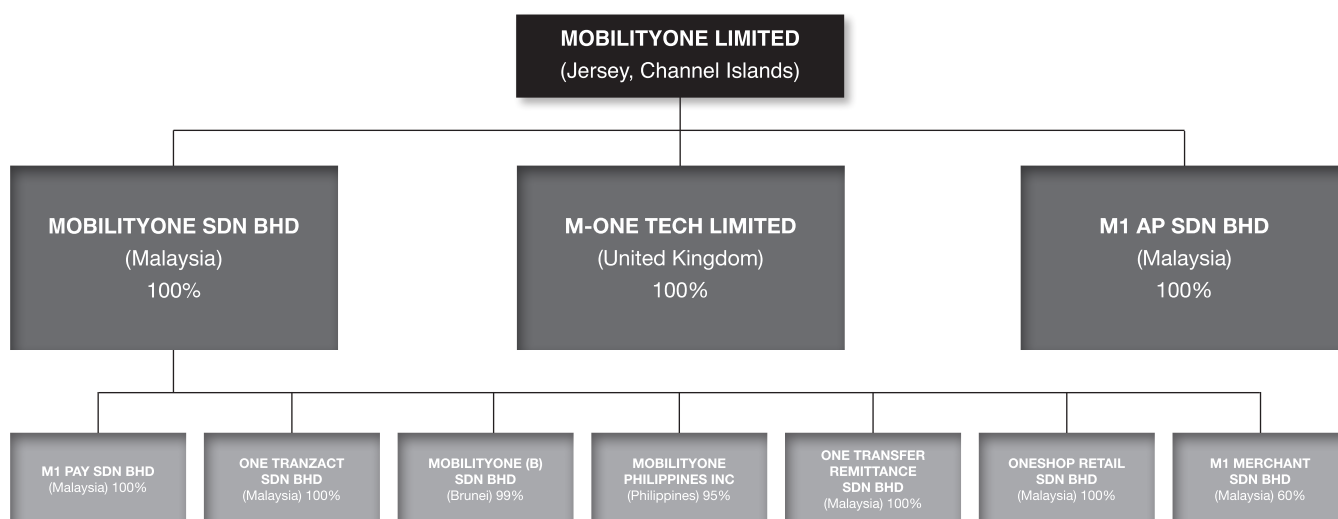 MOBILITYONE LIMITED
(Jersey, Channel Islands)
MOBILITYONE SDN BHD
(Malaysia)
100%
M-ONE TECH LIMITED
(United Kingdom)
100%
M1 AP SDN BHD
(Malaysia)
100%
M1 PAY SDN BHD
(Malaysia) 100%
ONE TRANZACT
SDN BHD
(Malaysia) 100%
MOBILITYONE (B)
SDN BHD
(Brunei) 99%
MOBILITYONE
PHILIPPINES INC
(Philippines) 95%
ONE TRANSFER
REMITTANCE
SDN BHD
(Malaysia) 100%
ONESHOP RETAIL
SDN BHD
(Malaysia) 100%
M1 MERCHANT
SDN BHD
(Malaysia) 60%